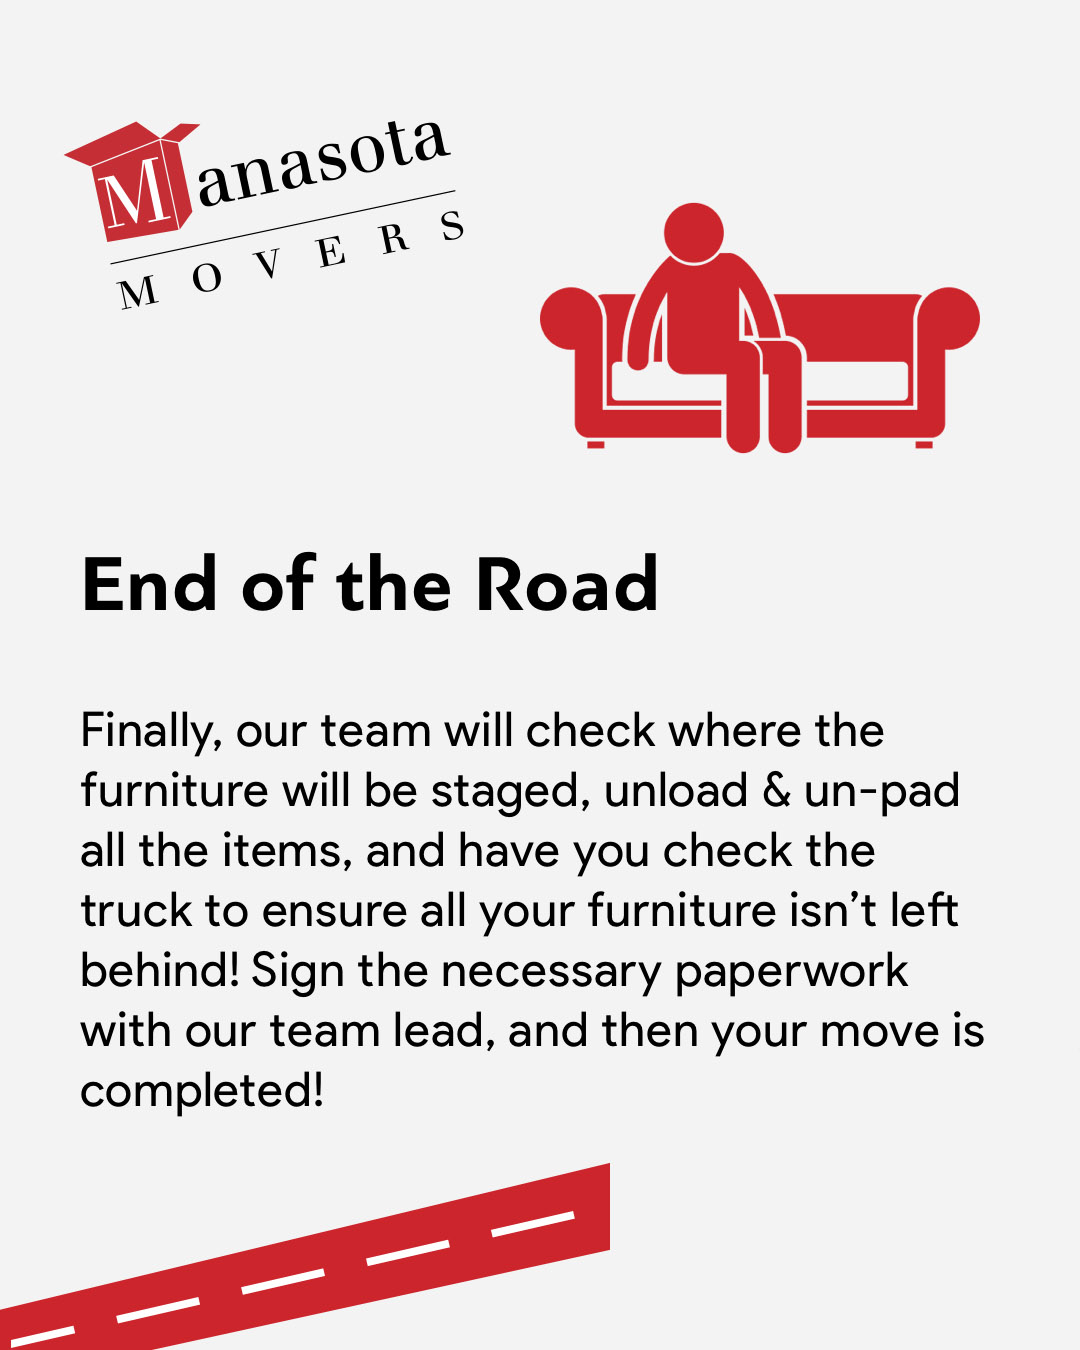 Manasota
MOVERS
End of the Road
Finally, our team will check where the
furniture will be staged, unload & un-pad
all the items, and have you check the
truck to ensure all your furniture isn’t left
behind! Sign the necessary paperwork
with our team lead, and then your move is
completed!